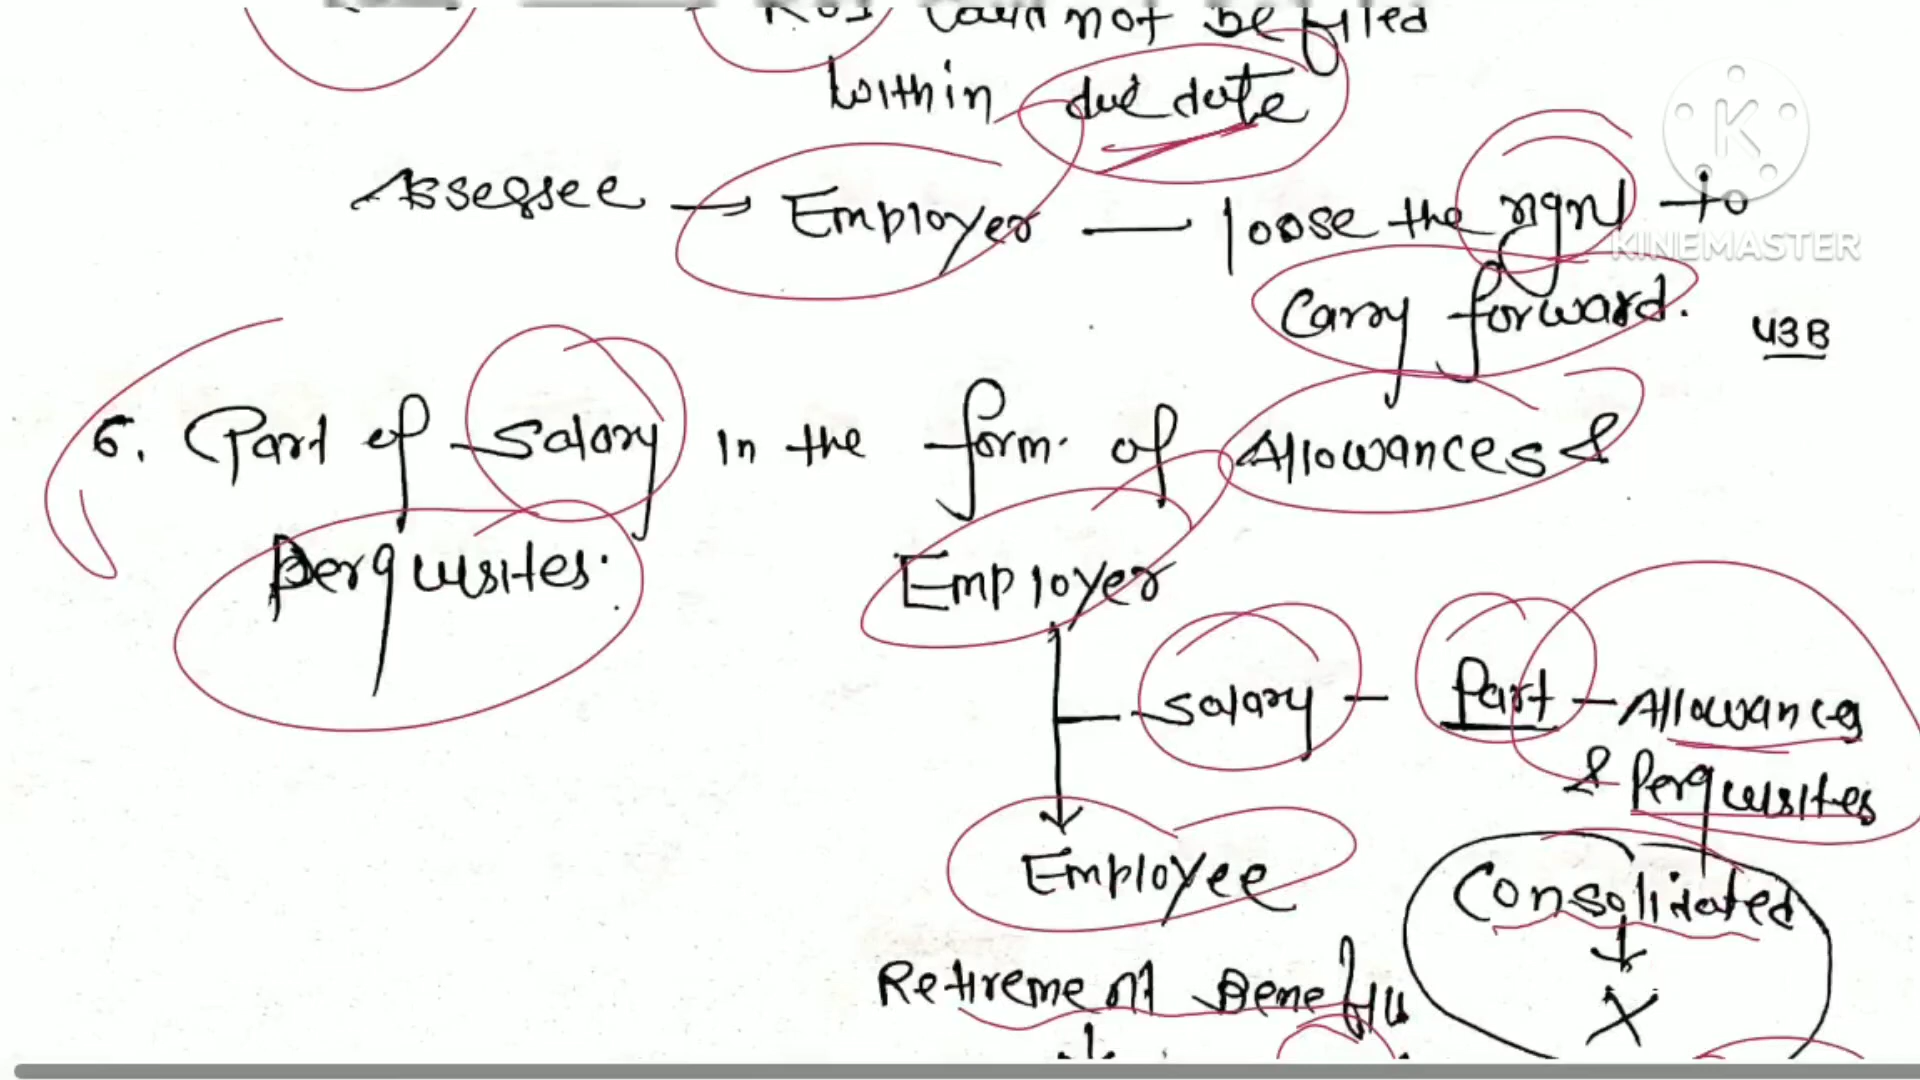 not be filed
within due date
Assessee → Employer — loose the right to
carry forward.
43B
KINEMASTER
6. Part of salary in the form of Allowances &
perquisites.
Employer
salary — Part — Allowances
& Perquisites
Employee
Consolidated
Retirement Benefits
X